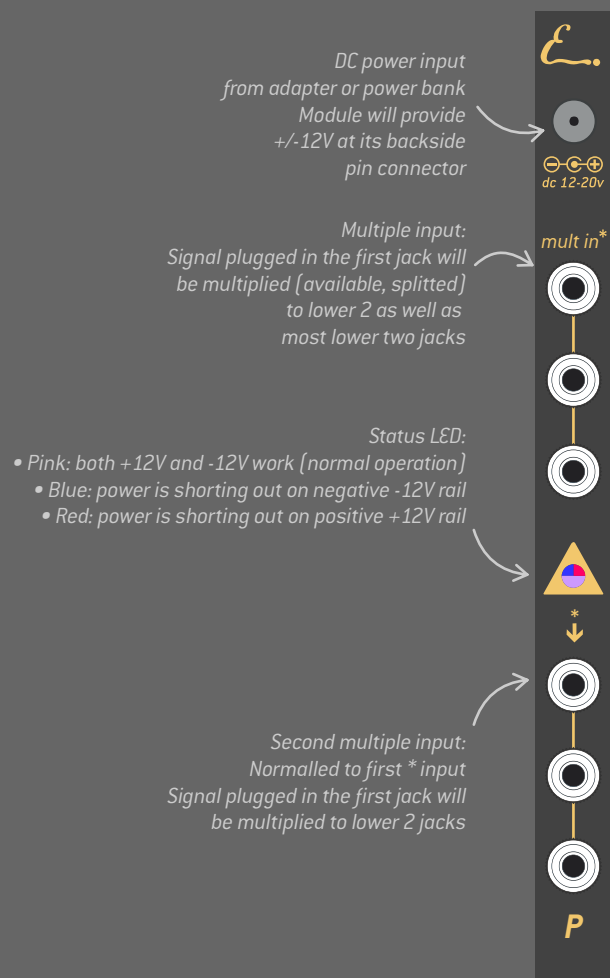 E.
DC power input
from adapter or power bank
Module will provide
+/-12V at its backside
pin connector
dc 12-20v
Multiple input:
Signal plugged in the first jack will
be multiplied (available, splitted)
to lower 2 as well as
most lower two jacks
mult in*
Status LED:
• Pink: both +12V and -12V work (normal operation)
• Blue: power is shorting out on negative -12V rail
• Red: power is shorting out on positive +12V rail
*
Second multiple input:
Normalled to first * input
Signal plugged in the first jack will
be multiplied to lower 2 jacks
P